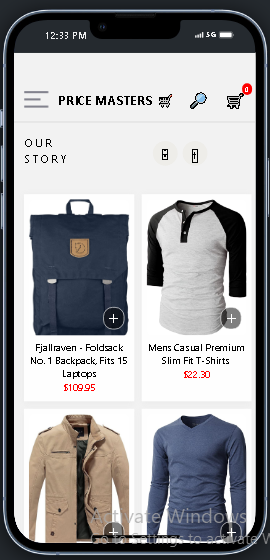 12:33 PM
5G
PRICE MASTERS
0
OUR
STORY
Fjallraven - Foldsack
No. 1 Backpack, Fits 15
Laptops
$109.95
Mens Casual Premium
Slim Fit T-Shirts
$22.30
Activate Windows
Go to Settings to activate W